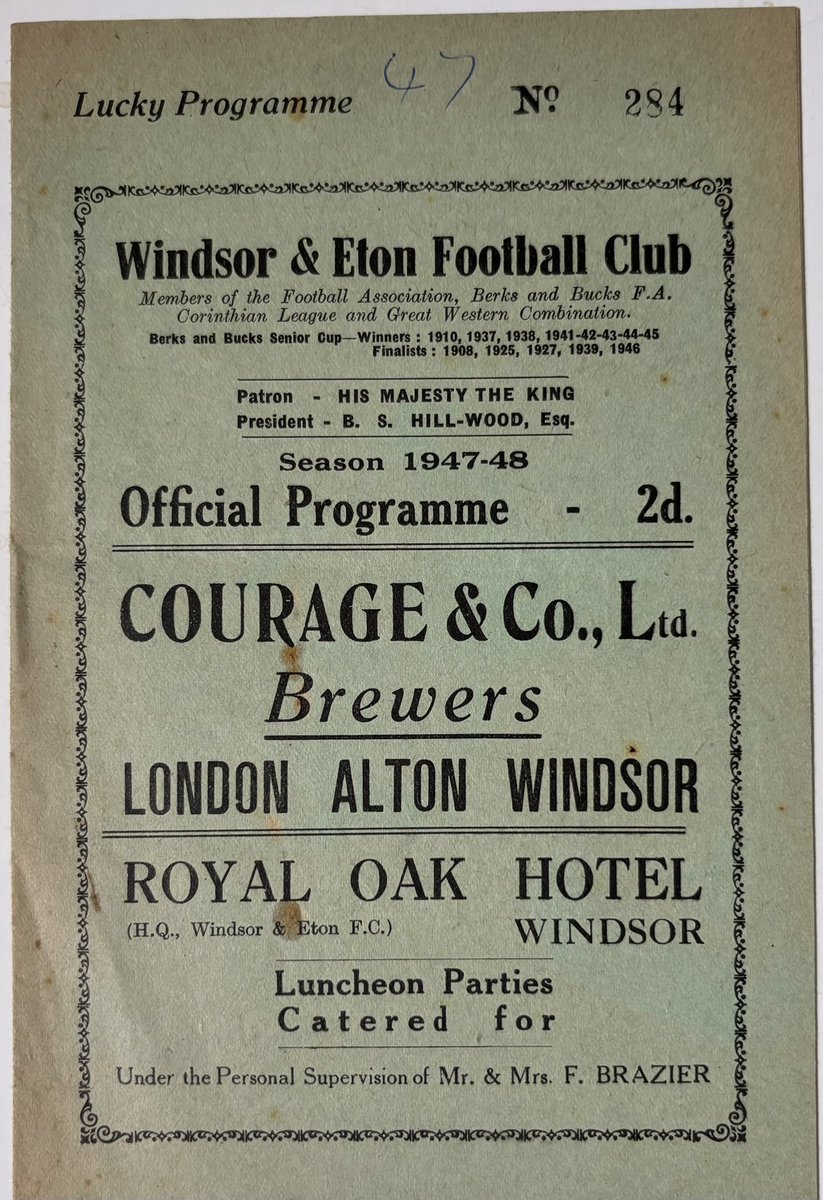 47
Lucky Programme Nº 284
Windsor & Eton Football Club
Members of the Football Association, Berks and Bucks F.A.
Corinthian League and Great Western Combination.
Berks and Bucks Senior Cup—Winners : 1910, 1937, 1938, 1941-42-43-44-45
Finalists : 1908, 1925, 1927, 1939, 1946
Patron - HIS MAJESTY THE KING
President - B. S. HILL-WOOD, Esq.
Season 1947-48
Official Programme - 2d.
COURAGE & Co., Ltd.
Brewers
LONDON ALTON WINDSOR
ROYAL OAK HOTEL
(H.Q., Windsor & Eton F.C.) WINDSOR
Luncheon Parties
Catered for
Under the Personal Supervision of Mr. & Mrs. F. BRAZIER